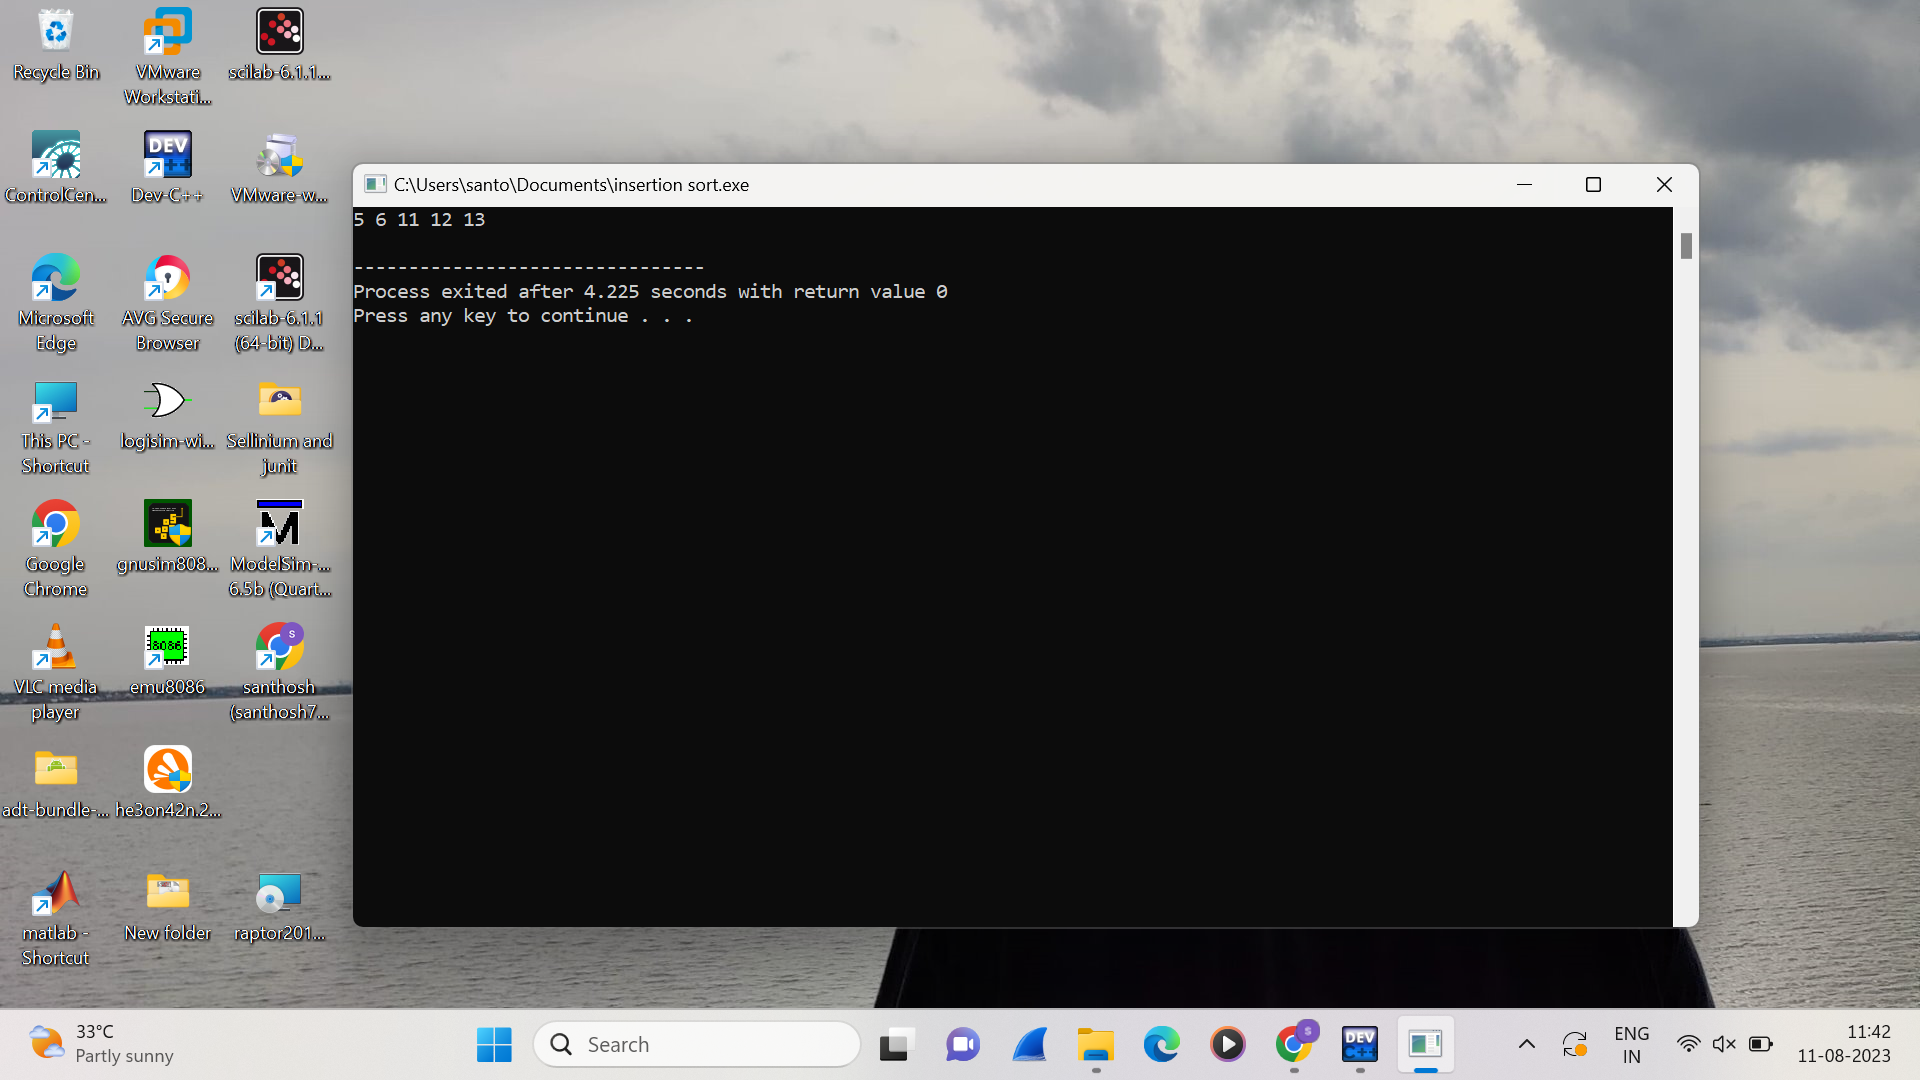 Recycle Bin
VMware
Workstati...
scilab-6.1.1...
ControlCen...
DEV
++
Dev-C++
VMware-w...
Microsoft
Edge
AVG Secure
Browser
scilab-6.1.1
(64-bit) D...
This PC -
Shortcut
logisim-wi...
Sellinium and
junit
Google
Chrome
gnusim808...
M
ModelSim-...
6.5b (Quart...
VLC media
player
8086
emu8086
s
santhosh
(santhosh7...
adt-bundle-...
he3on42n.2...
matlab -
Shortcut
New folder
raptor201...
C:\Users\santo\Documents\insertion sort.exe
5 6 11 12 13
--------------------------------
Process exited after 4.225 seconds with return value 0
Press any key to continue . . .
33°C
Partly sunny
Search
s
DEV
C++
ENG
IN
11:42
11-08-2023